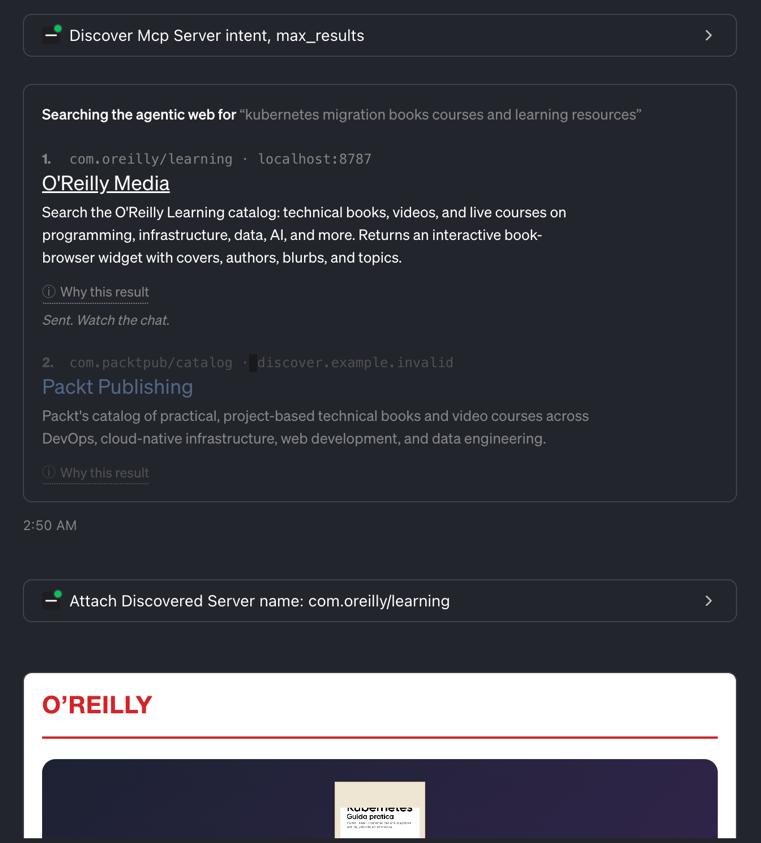 Discover Mcp Server intent, max_results
Searching the agentic web for “kubernetes migration books courses and learning resources”
1. com.oreilly/learning · localhost:8787
O'Reilly Media
Search the O'Reilly Learning catalog: technical books, videos, and live courses on
programming, infrastructure, data, AI, and more. Returns an interactive book-
browser widget with covers, authors, blurbs, and topics.
ⓘ Why this result
Sent. Watch the chat.
2. com.packtpub/catalog · discover.example.invalid
Packt Publishing
Packt's catalog of practical, project-based technical books and video courses across
DevOps, cloud-native infrastructure, web development, and data engineering.
ⓘ Why this result
2:50 AM
Attach Discovered Server name: com.oreilly/learning
O’REILLY
Kubernetes
Guida pratica